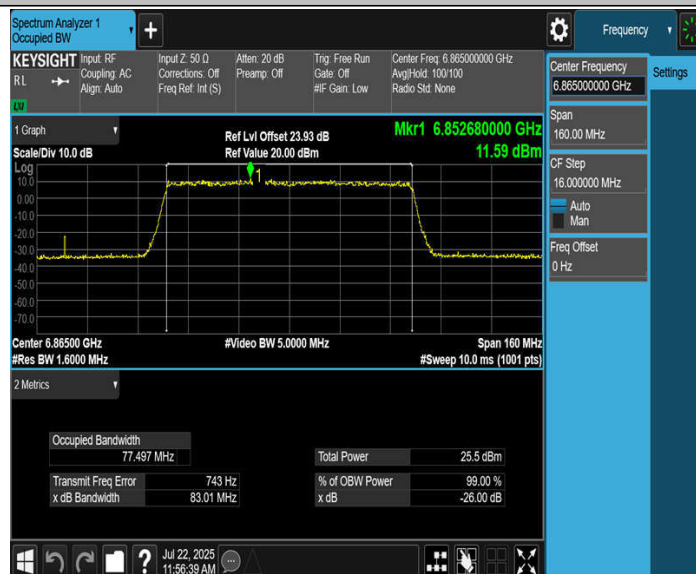 Spectrum Analyzer 1
Occupied BW
+
Frequency
KEYSIGHT
RL
LXI
Input: RF
Coupling: AC
Align: Auto
Input Z: 50 Ω
Corrections: Off
Freq Ref: Int (S)
Atten: 20 dB
Preamp: Off
Trig: Free Run
Gate: Off
#IF Gain: Low
Center Freq: 6.865000000 GHz
Avg|Hold: 100/100
Radio Std: None
Center Frequency
6.865000000 GHz
Settings
Span
160.00 MHz
CF Step
16.000000 MHz
Auto
Man
Freq Offset
0 Hz
1 Graph
Scale/Div 10.0 dB
Ref Lvl Offset 23.93 dB
Ref Value 20.00 dBm
Mkr1 6.852680000 GHz
11.59 dBm
Log
10.0
0.00
-10.0
-20.0
-30.0
-40.0
-50.0
-60.0
-70.0
1
Center 6.86500 GHz
#Res BW 1.6000 MHz
#Video BW 5.0000 MHz
Span 160 MHz
#Sweep 10.0 ms (1001 pts)
2 Metrics
Occupied Bandwidth
77.497 MHz
Total Power 25.5 dBm
Transmit Freq Error 743 Hz
% of OBW Power 99.00 %
x dB Bandwidth 83.01 MHz
x dB -26.00 dB
?
Jul 22, 2025
11:56:39 AM